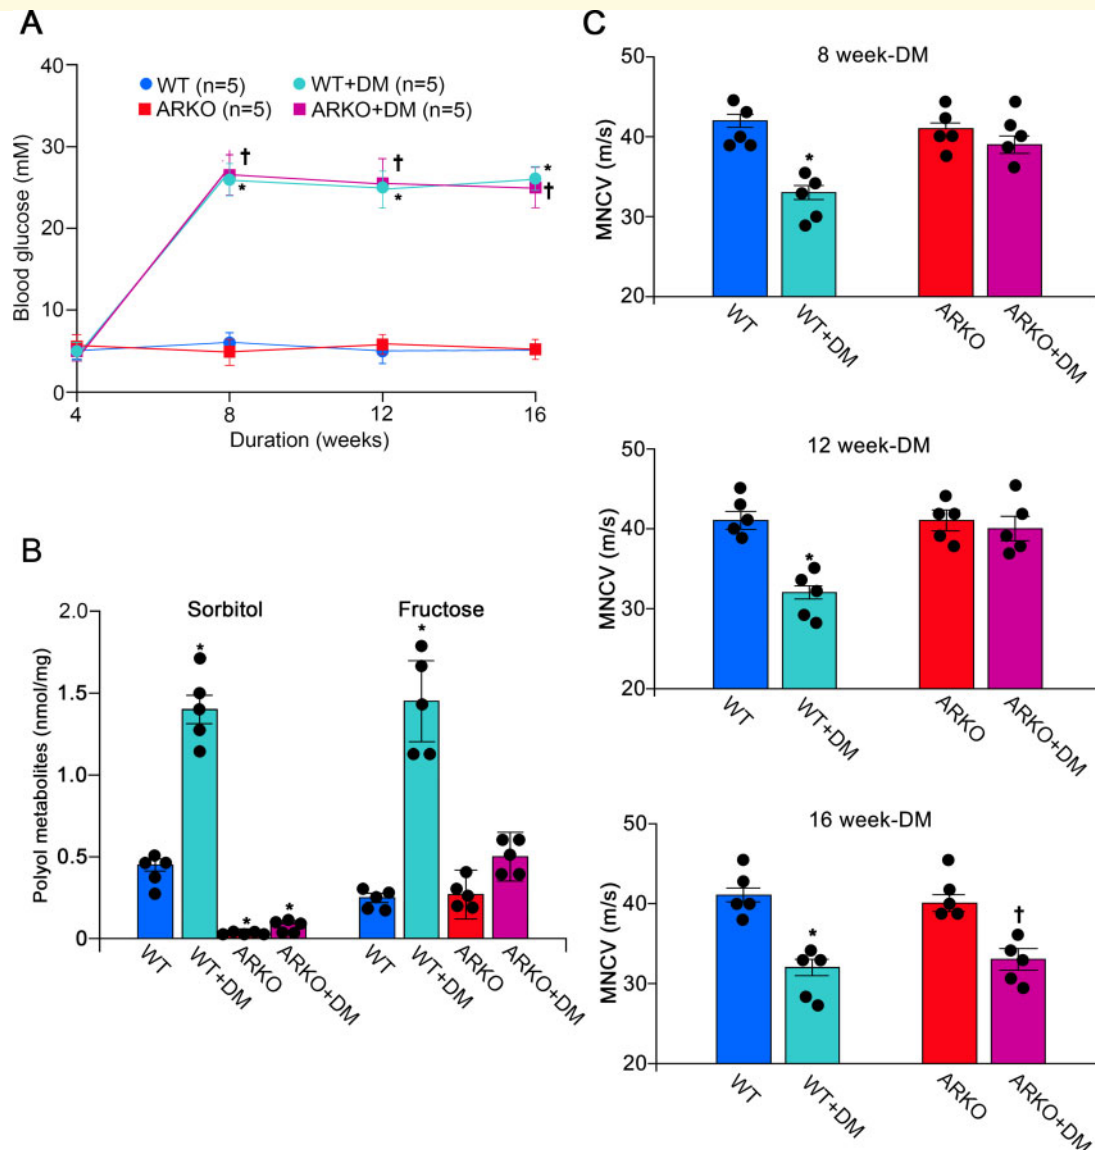 A
40
WT (n=5)
WT+DM (n=5)
ARKO (n=5)
ARKO+DM (n=5)
30
20
10
0
Blood glucose (mM)
†
*
†
*
*
†
4
8
12
16
Duration (weeks)
B
Sorbitol
Fructose
2.0
1.5
1.0
0.5
0
Polyol metabolites (nmol/mg)
*
*
*
*
WT
WT+DM
ARKO
ARKO+DM
WT
WT+DM
ARKO
ARKO+DM
C
8 week-DM
50
40
30
20
MNCV (m/s)
*
WT
WT+DM
ARKO
ARKO+DM
12 week-DM
50
40
30
20
MNCV (m/s)
*
WT
WT+DM
ARKO
ARKO+DM
16 week-DM
50
40
30
20
MNCV (m/s)
*
†
WT
WT+DM
ARKO
ARKO+DM